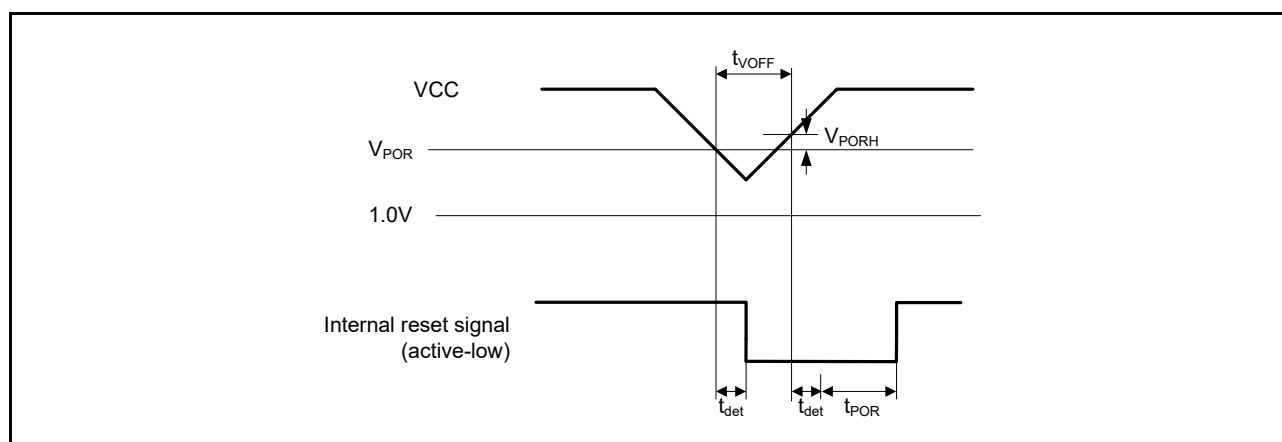 tVOFF
VCC
VPORH
VPOR
1.0V
Internal reset signal
(active-low)
tdet
tdet
tPOR